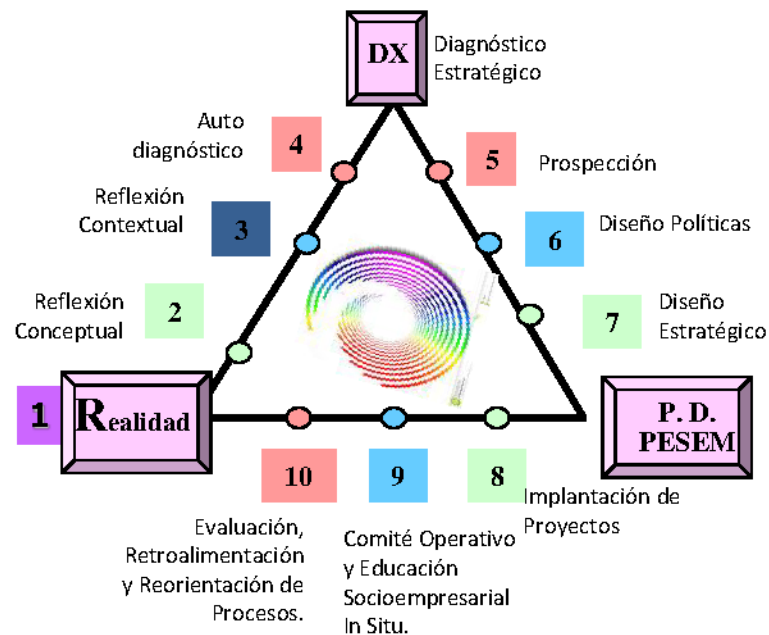 DX
Diagnóstico
Estratégico
Auto
diagnóstico
4
5
Prospección
Reflexión
Contextual
3
6
Diseño Políticas
Reflexión
Conceptual
2
7
Diseño
Estratégico
1
Realidad
P. D.
PESEM
10
9
8
Evaluación,
Retroalimentación
y Reorientación de
Procesos.
Comité Operativo
y Educación
Socioempresarial
In Situ.
Implantación de
Proyectos